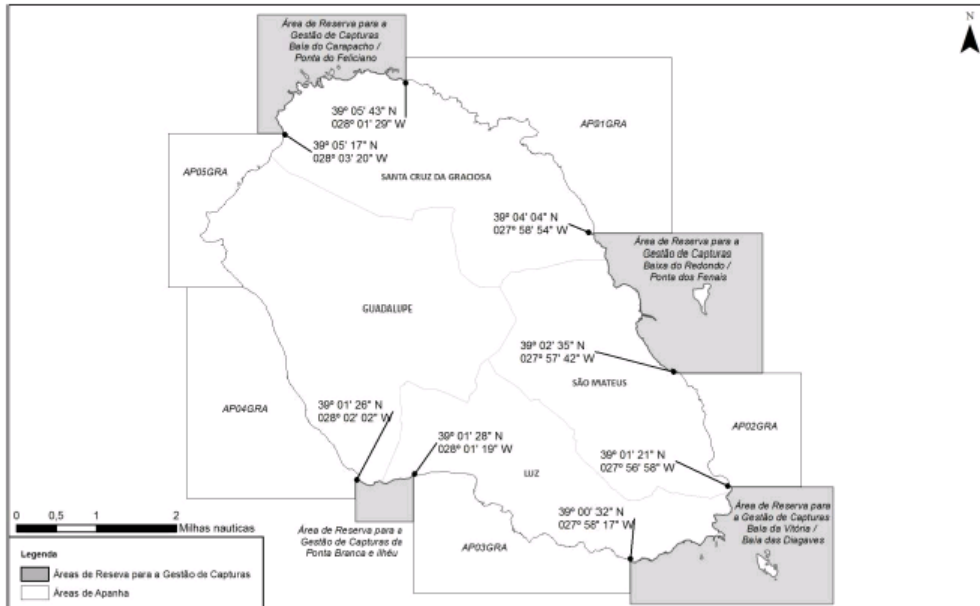 Área de Reserva para a
Gestão de Capturas
Baía do Carapacho /
Ponta do Feliciano
N
39º 05' 43" N
028º 01' 29" W
AP01GRA
39º 05' 17" N
028º 03' 20" W
AP05GRA
SANTA CRUZ DA GRACIOSA
39º 04' 04" N
027º 58' 54" W
Área de Reserva para a
Gestão de Capturas
Baixa do Redondo /
Ponta dos Fenais
GUADALUPE
39º 02' 35" N
027º 57' 42" W
SÃO MATEUS
AP04GRA
39º 01' 26" N
028º 02' 02" W
39º 01' 28" N
028º 01' 19" W
AP02GRA
39º 01' 21" N
027º 56' 58" W
LUZ
39º 00' 32" N
027º 58' 17" W
Área de Reserva para
a Gestão de Capturas
Baía da Vitória /
Baía das Diagaves
0 0,5 1 2
Milhas nauticas
Área de Reserva para a
Gestão de Capturas da
Ponta Branca e ilhéu
AP03GRA
Legenda
Áreas de Reseva para a Gestão de Capturas
Áreas de Apanha